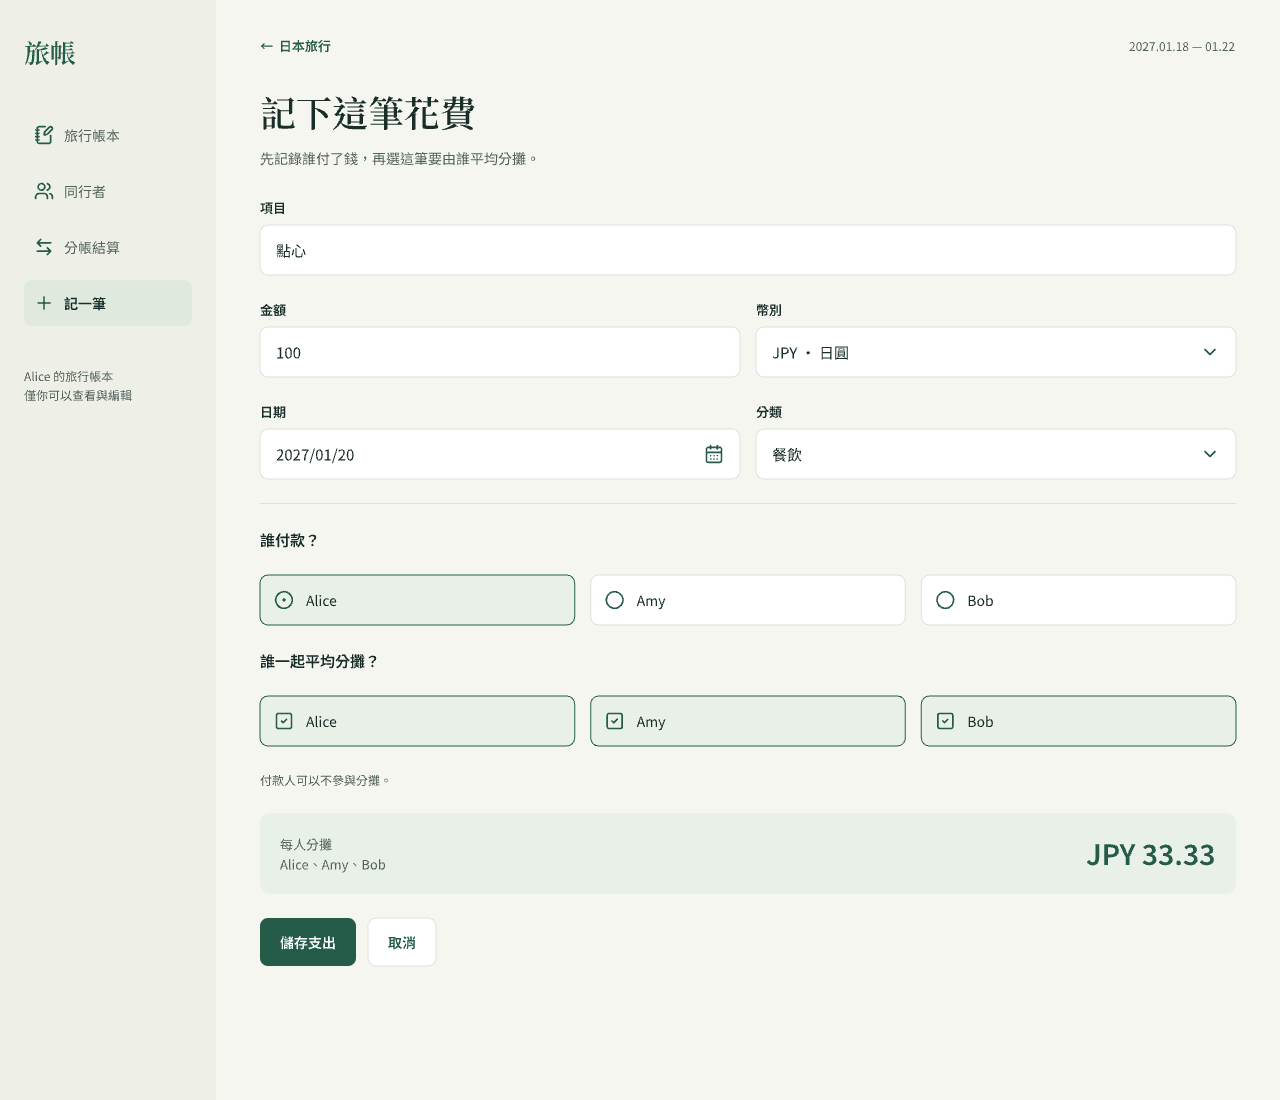 旅帳
旅行帳本
同行者
分帳結算
記一筆
Alice 的旅行帳本
僅你可以查看與編輯
← 日本旅行
2027.01.18 — 01.22
記下這筆花費
先記錄誰付了錢，再選這筆要由誰平均分攤。
項目
點心
金額
幣別
100
JPY ・ 日圓
日期
分類
2027/01/20
餐飲
誰付款？
Alice
Amy
Bob
誰一起平均分攤？
Alice
Amy
Bob
付款人可以不參與分攤。
每人分攤
Alice、Amy、Bob
JPY 33.33
儲存支出
取消